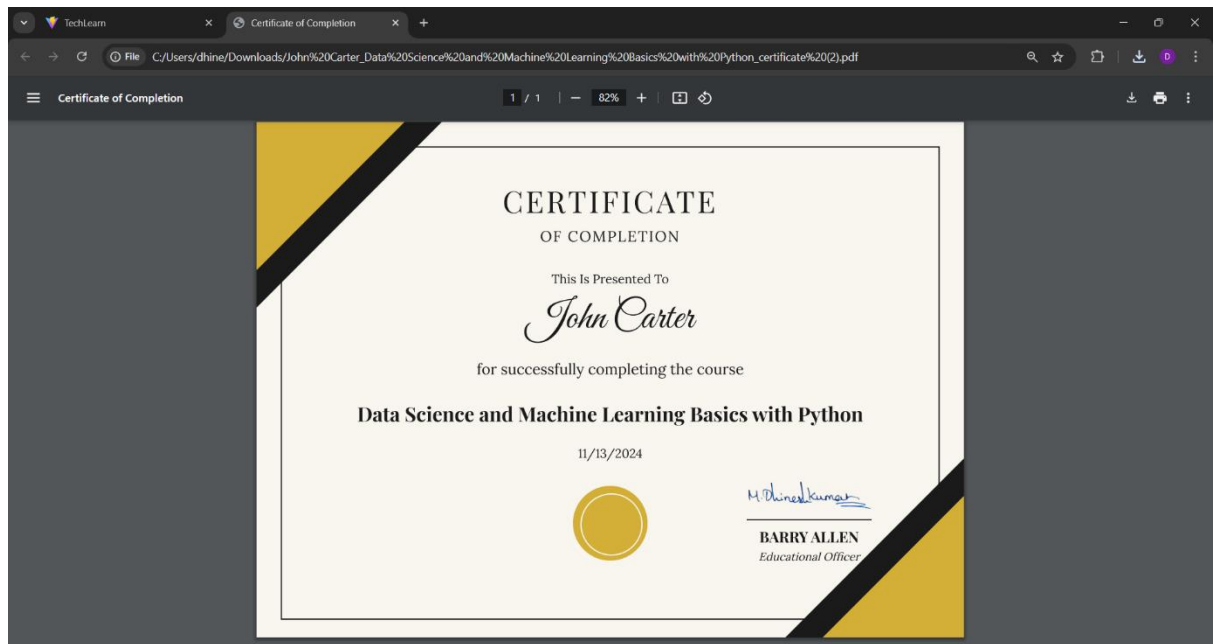 TechLearn
Certificate of Completion
File C:/Users/dhine/Downloads/John%20Carter_Data%20Science%20and%20Machine%20Learning%20Basics%20with%20Python_certificate%20(2).pdf
D
Certificate of Completion
1 / 1
82%
CERTIFICATE
OF COMPLETION
This Is Presented To
John Carter
for successfully completing the course
Data Science and Machine Learning Basics with Python
11/13/2024
M. Dhineshkumar
BARRY ALLEN
Educational Officer